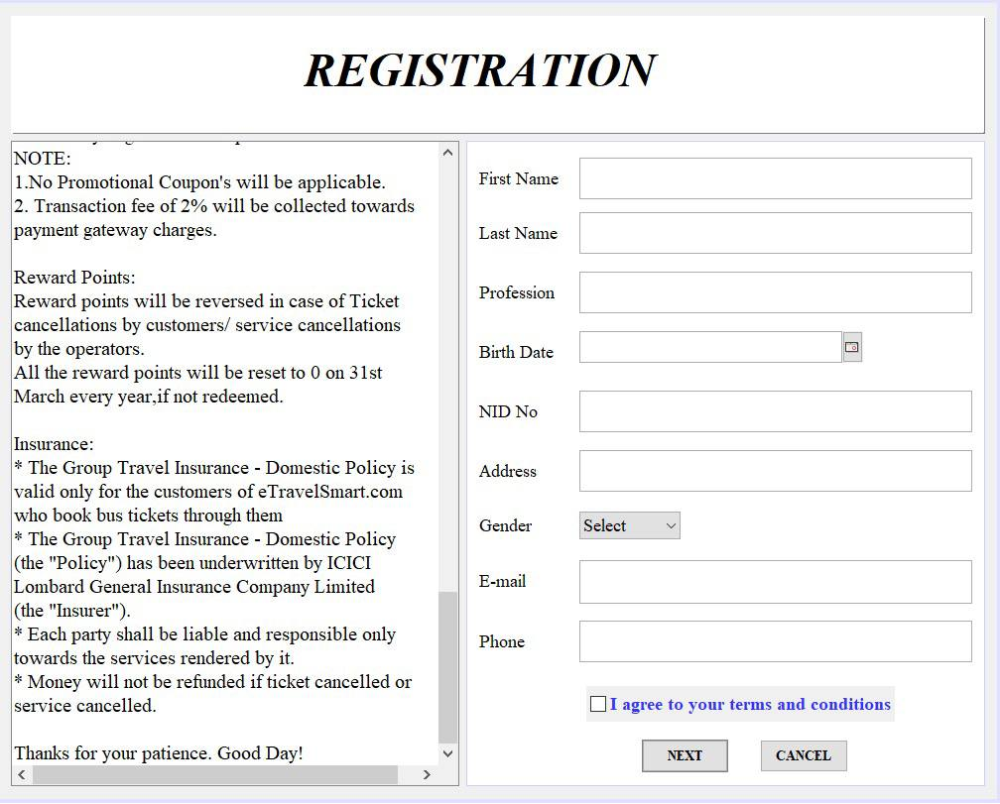 REGISTRATION
NOTE:
1.No Promotional Coupon's will be applicable.
2. Transaction fee of 2% will be collected towards
payment gateway charges.
Reward Points:
Reward points will be reversed in case of Ticket
cancellations by customers/ service cancellations
by the operators.
All the reward points will be reset to 0 on 31st
March every year,if not redeemed.
Insurance:
* The Group Travel Insurance - Domestic Policy is
valid only for the customers of eTravelSmart.com
who book bus tickets through them
* The Group Travel Insurance - Domestic Policy
(the "Policy") has been underwritten by ICICI
Lombard General Insurance Company Limited
(the "Insurer").
* Each party shall be liable and responsible only
towards the services rendered by it.
* Money will not be refunded if ticket cancelled or
service cancelled.
Thanks for your patience. Good Day!
First Name
Last Name
Profession
Birth Date
NID No
Address
Gender
Select
E-mail
Phone
I agree to your terms and conditions
NEXT
CANCEL